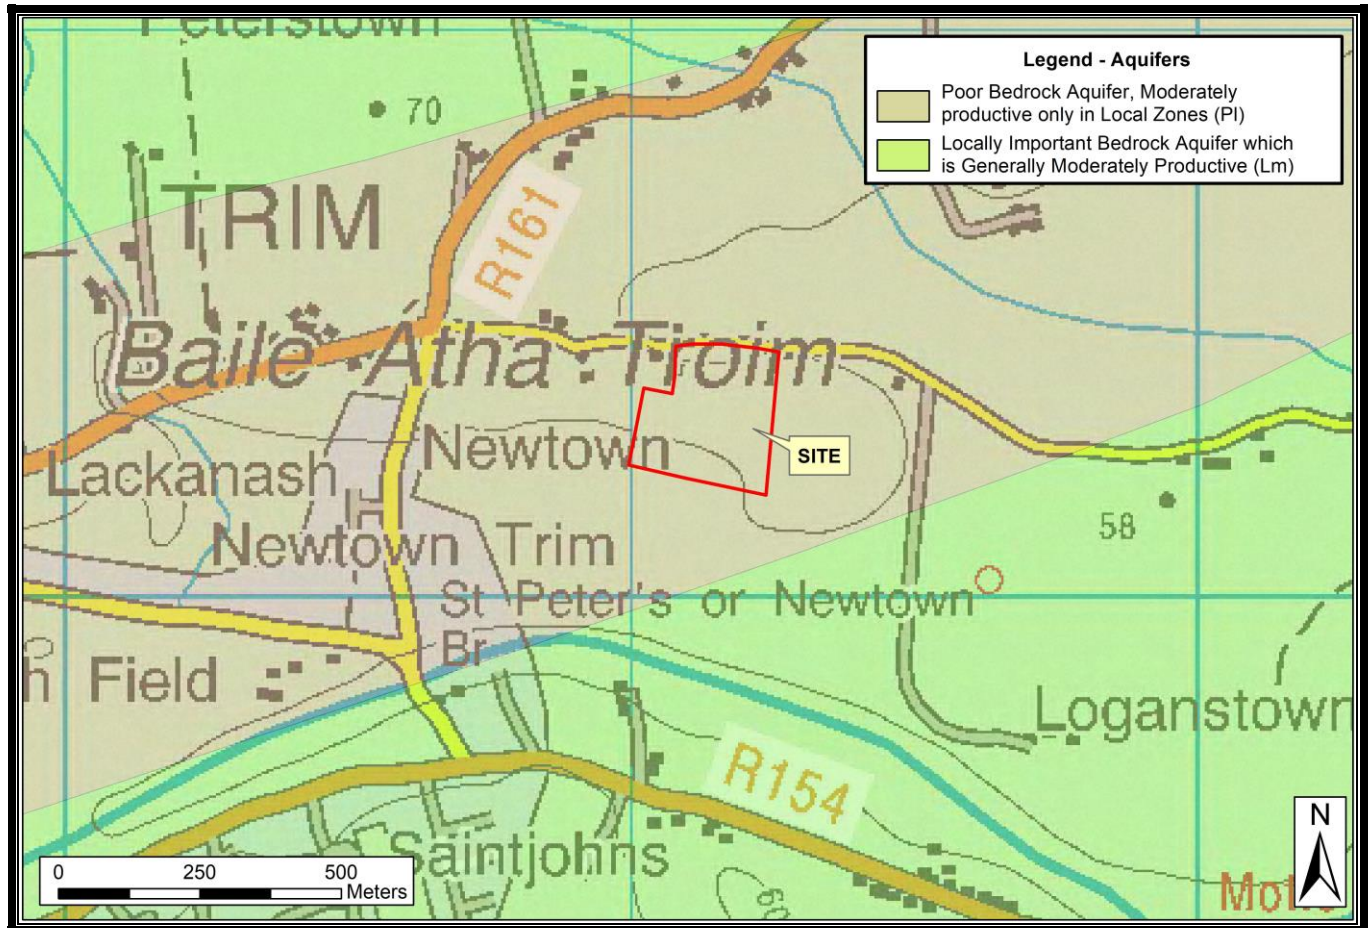 Peterstown
Legend - Aquifers
Poor Bedrock Aquifer, Moderately
productive only in Local Zones (Pl)
Locally Important Bedrock Aquifer which
is Generally Moderately Productive (Lm)
70
TRIM
R161
Baile Átha Troim
Newtown
SITE
Lackanash
58
Newtown Trim
St Peter's or Newtown
Br
h Field
Loganstown
R154
Saintjohns
60
Mot
N
0 250 500
Meters